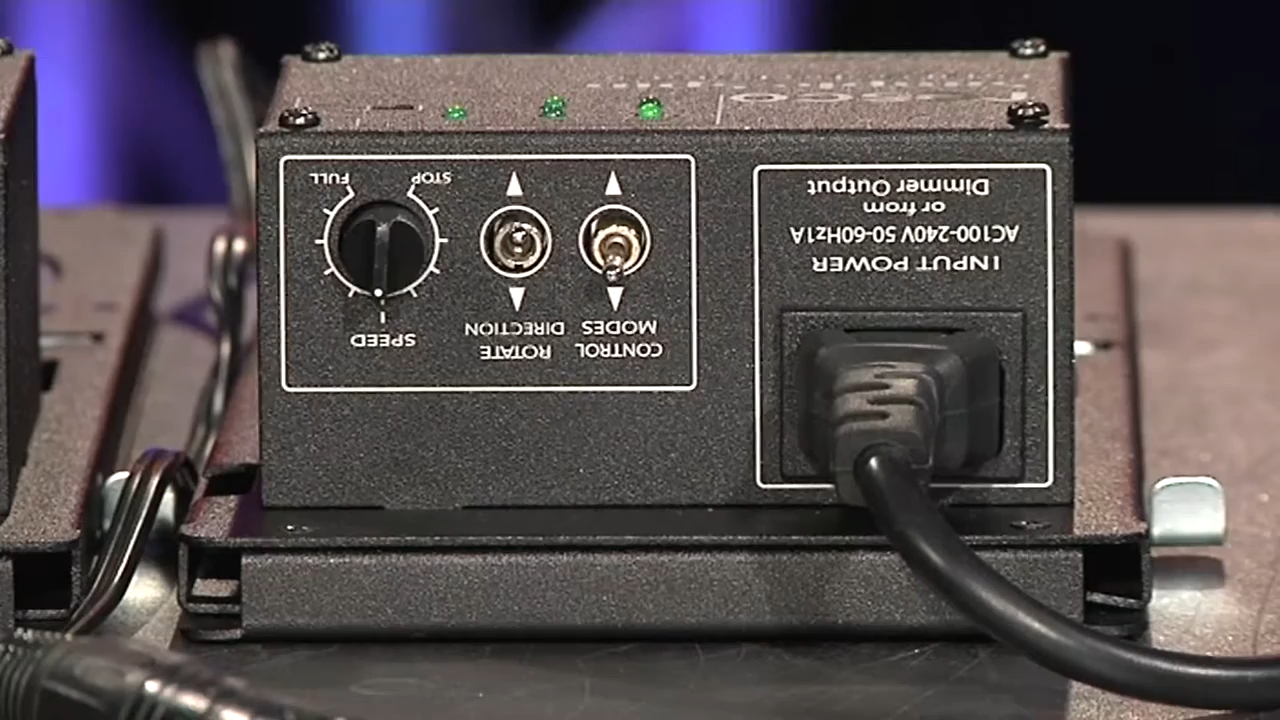 INPUT POWER
AC100-240V 50-60Hz1A
or from
Dimmer Output
CONTROL
MODES
ROTATE
DIRECTION
SPEED
STOP
FULL